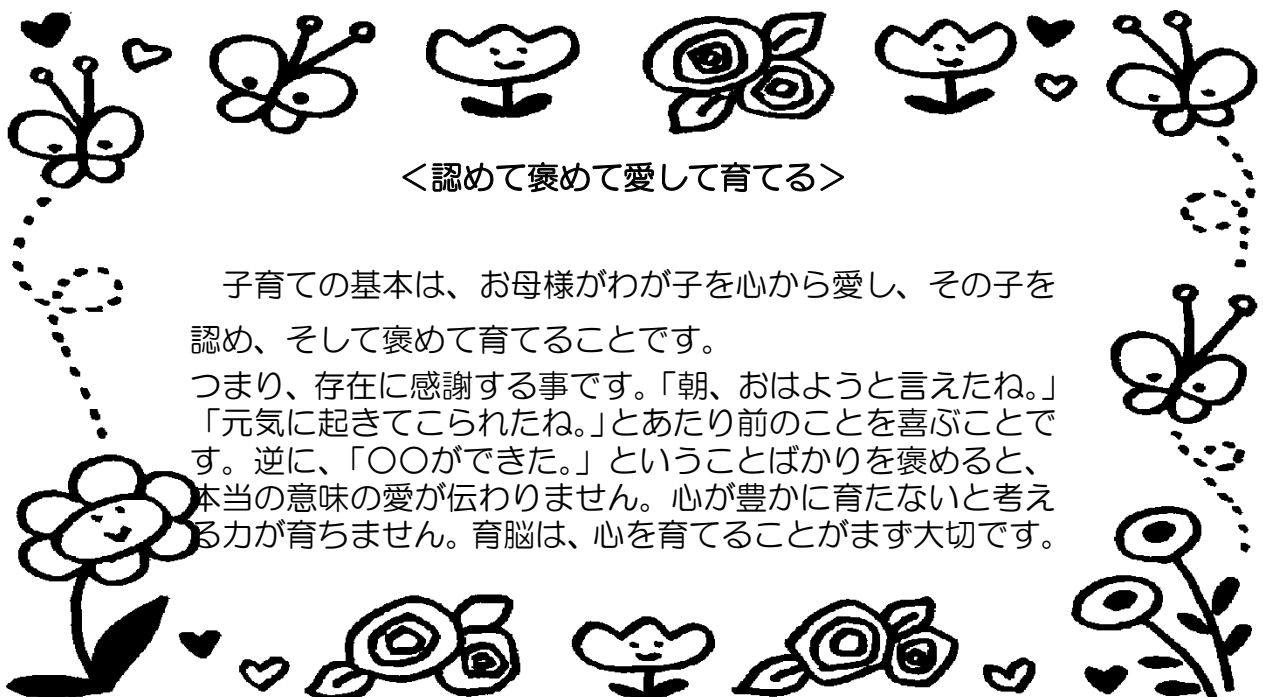 ＜認めて褒めて愛して育てる＞
子育ての基本は、お母様がわが子を心から愛し、その子を
認め、そして褒めて育てることです。
つまり、存在に感謝する事です。「朝、おはようと言えたね。」
「元気に起きてこられたね。」とあたり前のことを喜ぶことで
す。逆に、「〇〇ができた。」ということばかりを褒めると、
本当の意味の愛が伝わりません。心が豊かに育たないと考え
る力が育ちません。育脳は、心を育てることがまず大切です。